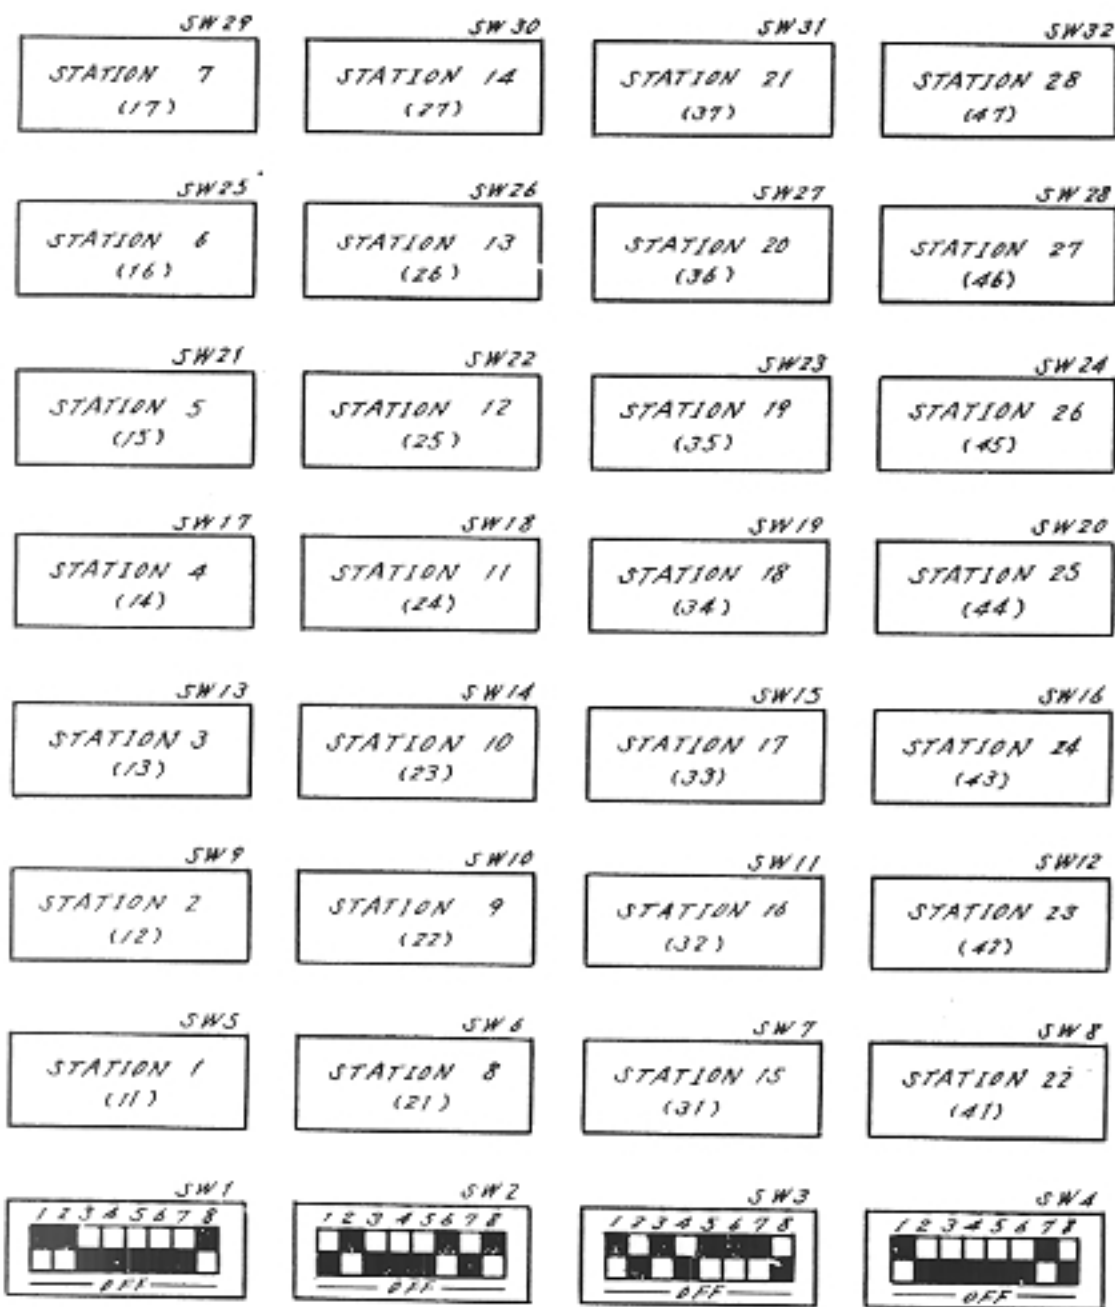 SW29 SW30 SW31 SW32
STATION 7 STATION 14 STATION 21 STATION 28
(17) (27) (37) (47)
SW25 SW26 SW27 SW28
STATION 6 STATION 13 STATION 20 STATION 27
(16) (26) (36) (46)
SW21 SW22 SW23 SW24
STATION 5 STATION 12 STATION 19 STATION 26
(15) (25) (35) (45)
SW17 SW18 SW19 SW20
STATION 4 STATION 11 STATION 18 STATION 25
(14) (24) (34) (44)
SW13 SW14 SW15 SW16
STATION 3 STATION 10 STATION 17 STATION 24
(13) (23) (33) (43)
SW9 SW10 SW11 SW12
STATION 2 STATION 9 STATION 16 STATION 23
(12) (22) (32) (42)
SW5 SW6 SW7 SW8
STATION 1 STATION 8 STATION 15 STATION 22
(11) (21) (31) (41)
SW1 SW2 SW3 SW4
1 2 3 4 5 6 7 8 1 2 3 4 5 6 7 8 1 2 3 4 5 6 7 8 1 2 3 4 5 6 7 8
OFF OFF OFF OFF